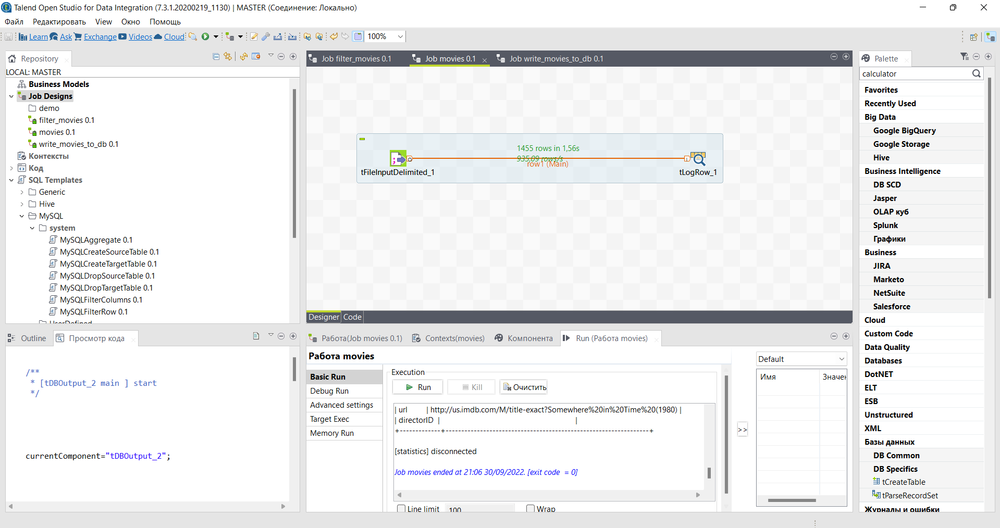 Talend Open Studio for Data Integration (7.3.1.20200219_1130) | MASTER (Соединение: Локально)
Файл Редактировать View Окно Помощь
Learn Ask Exchange Videos Cloud 100%
Repository
LOCAL: MASTER
Business Models
Job Designs
demo
filter_movies 0.1
movies 0.1
write_movies_to_db 0.1
Контексты
Код
SQL Templates
Generic
Hive
MySQL
system
MySQLAggregate 0.1
MySQLCreateSourceTable 0.1
MySQLCreateTargetTable 0.1
MySQLDropSourceTable 0.1
MySQLDropTargetTable 0.1
MySQLFilterColumns 0.1
MySQLFilterRow 0.1
UserDefined
Job filter_movies 0.1 Job movies 0.1 Job write_movies_to_db 0.1
1455 rows in 1,56s
935,09 rows/s
row1 (Main)
tFileInputDelimited_1
tLogRow_1
Designer Code
Palette
calculator
Favorites
Recently Used
Big Data
Google BigQuery
Google Storage
Hive
Business Intelligence
DB SCD
Jasper
OLAP куб
Splunk
Графики
Business
JIRA
Marketo
NetSuite
Salesforce
Cloud
Custom Code
Data Quality
Databases
DotNET
ELT
ESB
Unstructured
XML
Базы данных
DB Common
DB Specifics
tCreateTable
tParseRecordSet
Журналы и ошибки
Outline Просмотр кода
/**
* [tDBOutput_2 main ] start
*/
currentComponent="tDBOutput_2";
Работа(Job movies 0.1) Contexts(movies) Компонента Run (Работа movies)
Работа movies
Basic Run
Debug Run
Advanced settings
Target Exec
Memory Run
Execution
Run Kill Очистить
| url | http://us.imdb.com/M/title-exact?Somewhere%20in%20Time%20(1980) |
| directorID | |
+-------------+---------------------------------------------------------------+
[statistics] disconnected
Job movies ended at 21:06 30/09/2022. [exit code = 0]
Line limit 100 Wrap
>>
Default
Имя Значен